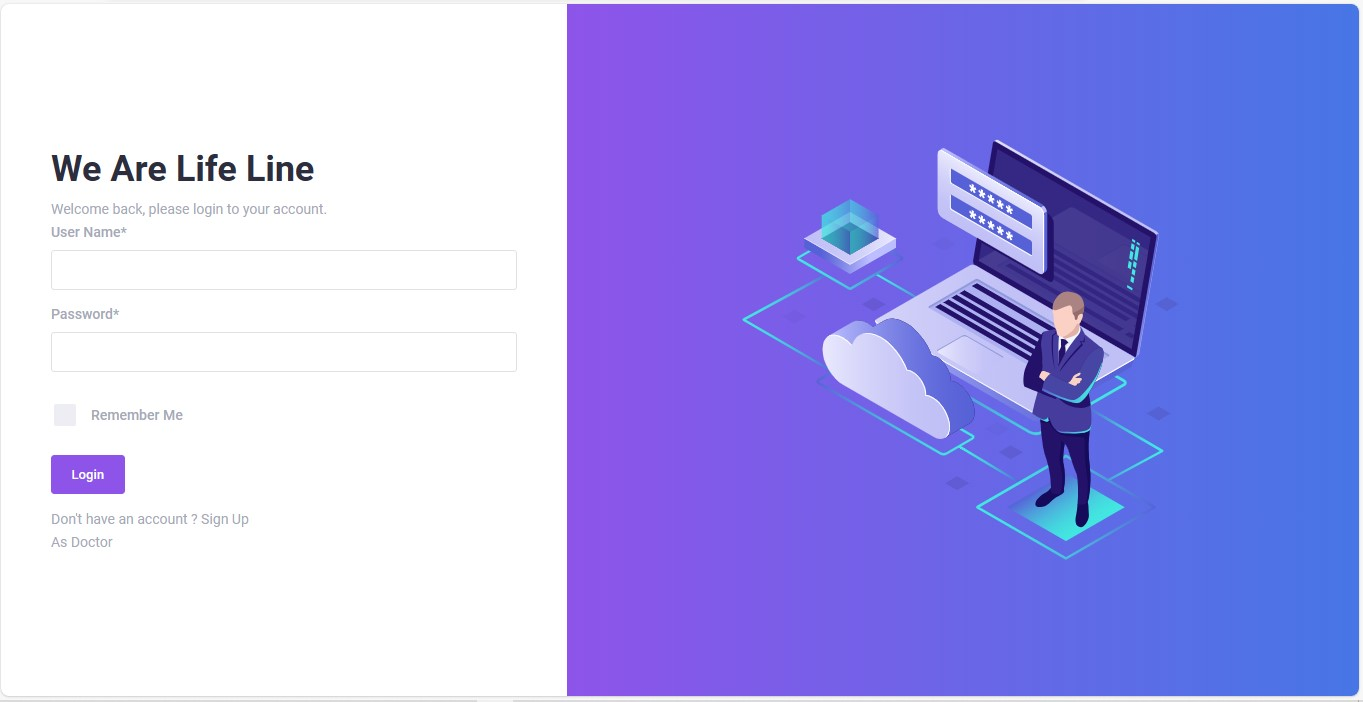 We Are Life Line
Welcome back, please login to your account.
User Name*
Password*
Remember Me
Login
Don't have an account ? Sign Up
As Doctor
*****
*****